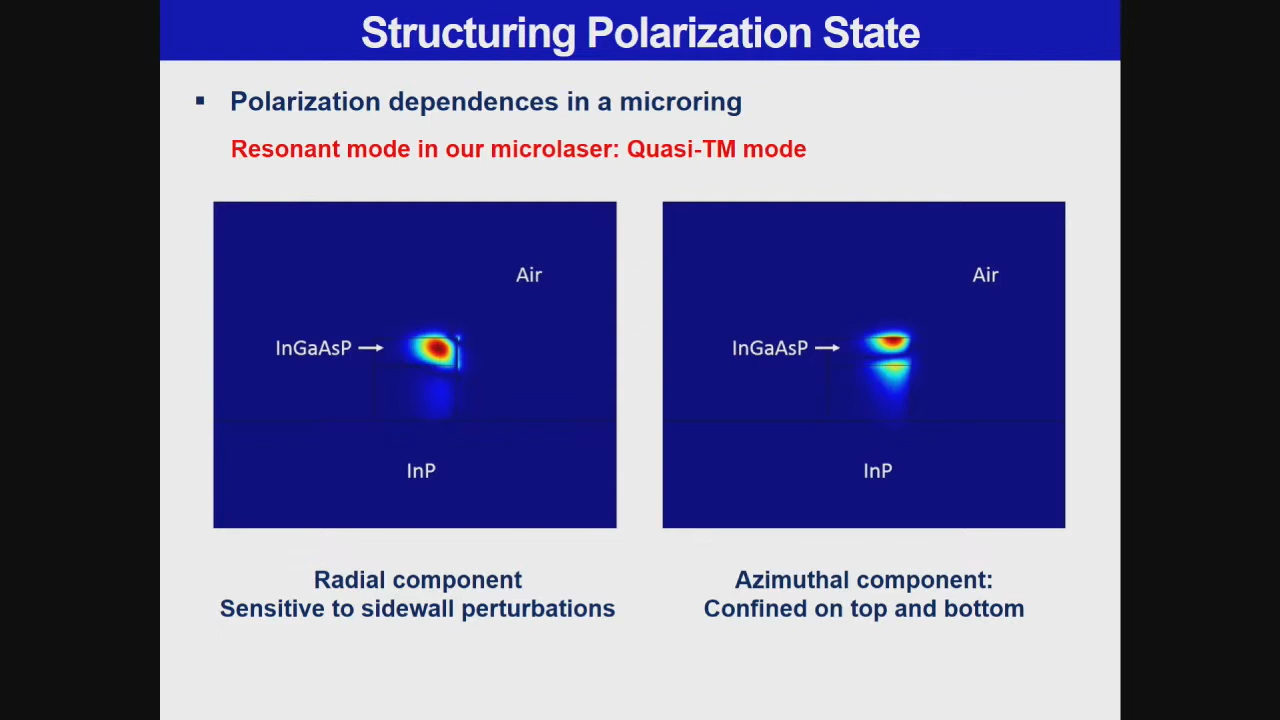 Structuring Polarization State
▪ Polarization dependences in a microring
Resonant mode in our microlaser: Quasi-TM mode
Air
InGaAsP
InP
Air
InGaAsP
InP
Radial component
Sensitive to sidewall perturbations
Azimuthal component:
Confined on top and bottom